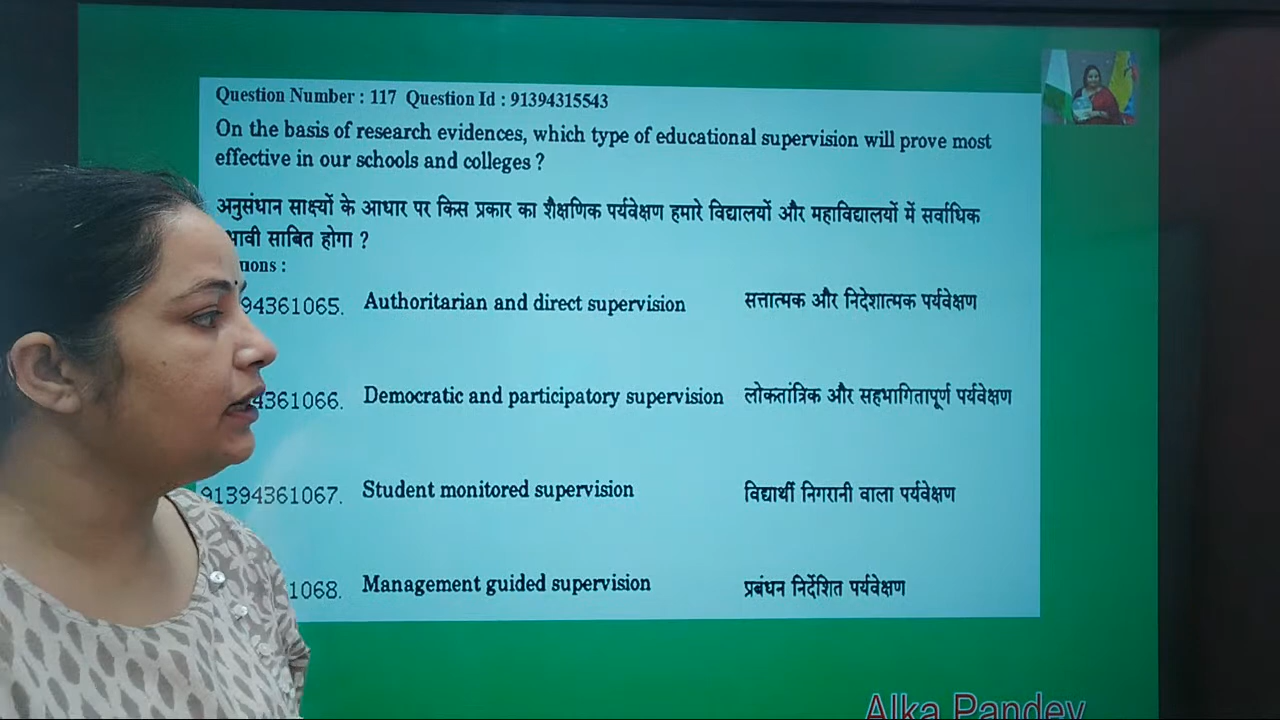 Question Number : 117 Question Id : 91394315543
On the basis of research evidences, which type of educational supervision will prove most
effective in our schools and colleges ?
अनुसंधान साक्ष्यों के आधार पर किस प्रकार का शैक्षणिक पर्यवेक्षण हमारे विद्यालयों और महाविद्यालयों में सर्वाधिक
साबित होगा ?
94361065. Authoritarian and direct supervision सत्तात्मक और निदेशात्मक पर्यवेक्षण
4361066. Democratic and participatory supervision लोकतांत्रिक और सहभागितापूर्ण पर्यवेक्षण
91394361067. Student monitored supervision विद्यार्थी निगरानी वाला पर्यवेक्षण
1068. Management guided supervision प्रबंधन निर्देशित पर्यवेक्षण
Alka Pandey